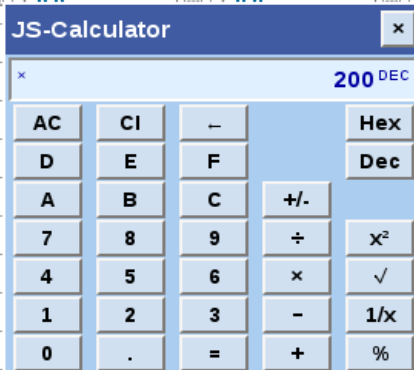 JS-Calculator ×
× 200 DEC
AC CI ← Hex
D E F Dec
A B C +/-
7 8 9 ÷ x²
4 5 6 × √
1 2 3 - 1/x
0 . = + %